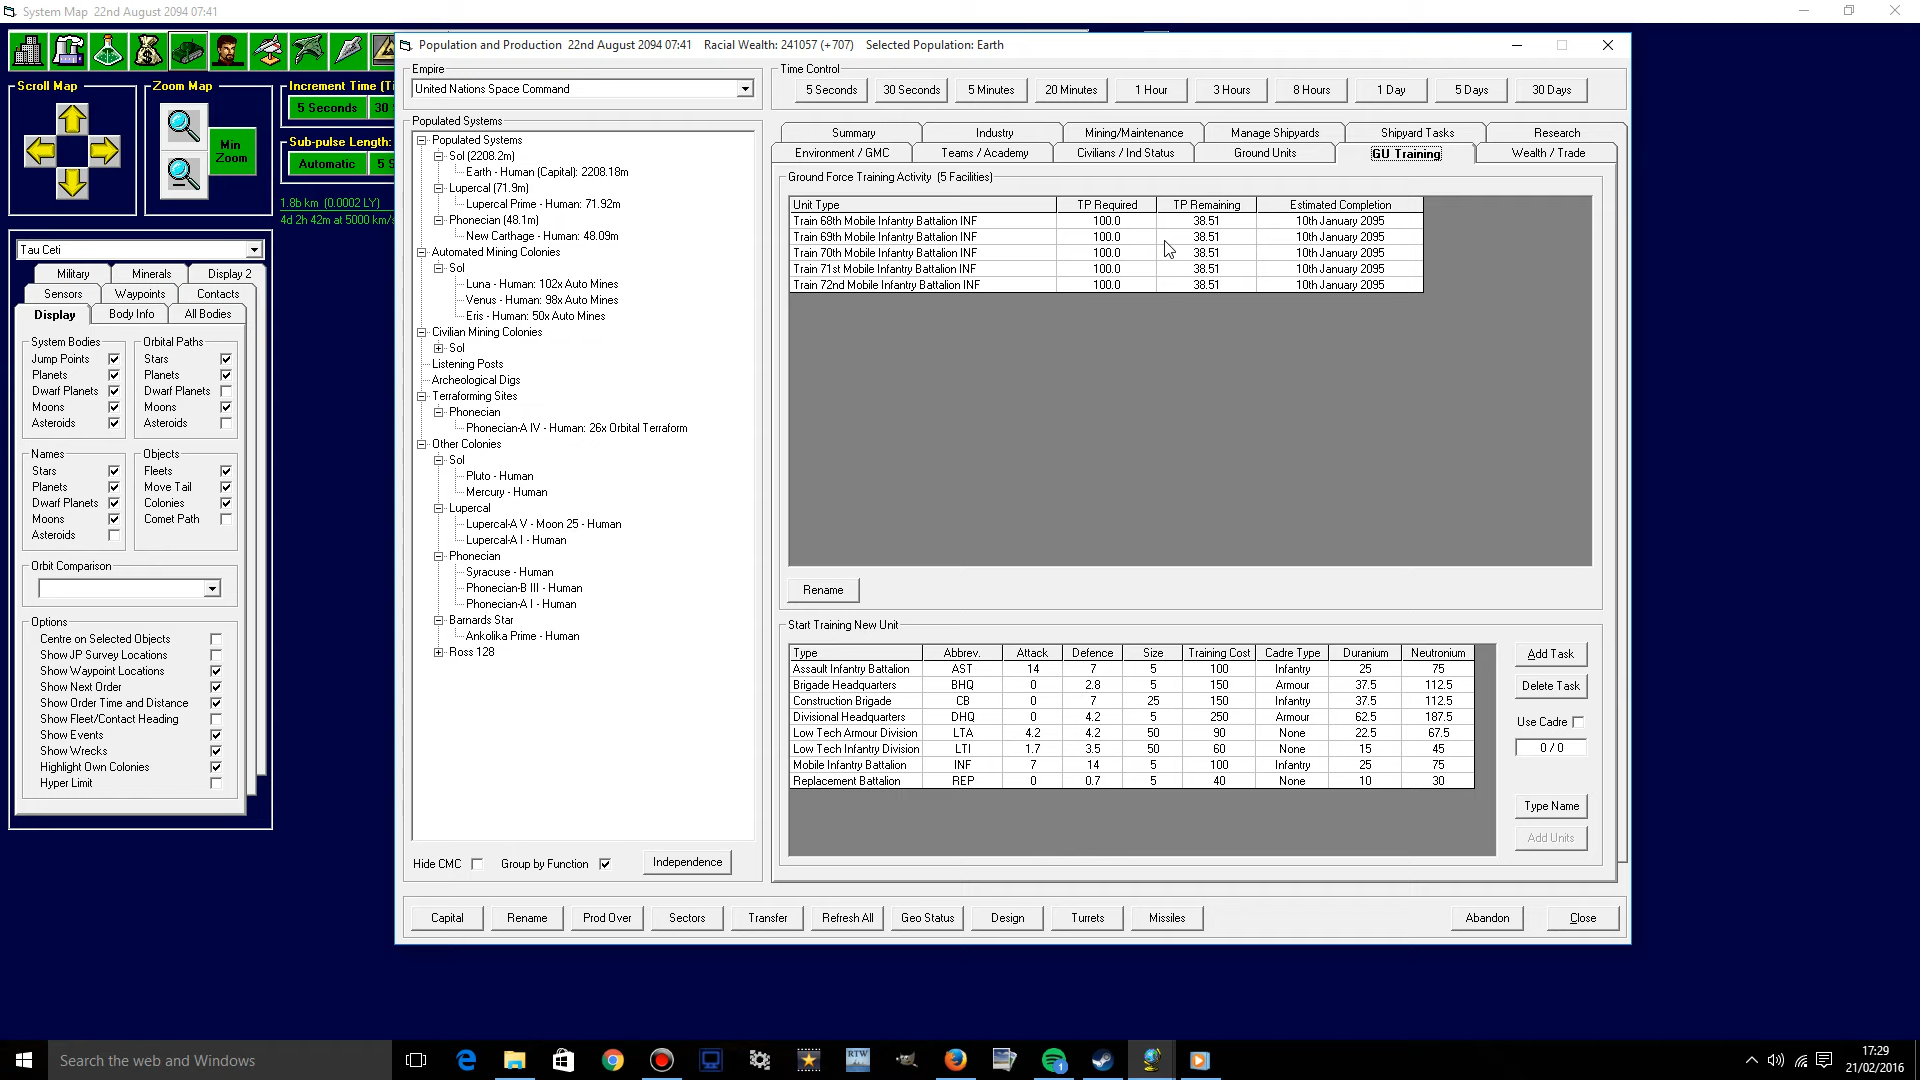 System Map 22nd August 2094 07:41
Scroll Map
Zoom Map
Min Zoom
Increment Time (Ti
5 Seconds 30
Sub-pulse Length:
Automatic 5 S
1.8b km (0.0002 LY)
4d 2h 42m at 5000 km/s
Tau Ceti
Military Minerals Display 2
Sensors Waypoints Contacts
Display Body Info All Bodies
System Bodies
Jump Points
Planets
Dwarf Planets
Moons
Asteroids
Orbital Paths
Stars
Planets
Dwarf Planets
Moons
Asteroids
Names
Stars
Planets
Dwarf Planets
Moons
Asteroids
Objects
Fleets
Move Tail
Colonies
Comet Path
Orbit Comparison
Options
Centre on Selected Objects
Show JP Survey Locations
Show Waypoint Locations
Show Next Order
Show Order Time and Distance
Show Fleet/Contact Heading
Show Events
Show Wrecks
Highlight Own Colonies
Hyper Limit
Population and Production 22nd August 2094 07:41 Racial Wealth: 241057 (+707) Selected Population: Earth
Empire
United Nations Space Command
Time Control
5 Seconds 30 Seconds 5 Minutes 20 Minutes 1 Hour 3 Hours 8 Hours 1 Day 5 Days 30 Days
Populated Systems
Populated Systems
Sol (2208.2m)
Earth - Human (Capital): 2208.18m
Lupercal (71.9m)
Lupercal Prime - Human: 71.92m
Phonecian (48.1m)
New Carthage - Human: 48.09m
Automated Mining Colonies
Sol
Luna - Human: 102x Auto Mines
Venus - Human: 98x Auto Mines
Eris - Human: 50x Auto Mines
Civilian Mining Colonies
Sol
Listening Posts
Archeological Digs
Terraforming Sites
Phonecian
Phonecian-A IV - Human: 26x Orbital Terraform
Other Colonies
Sol
Pluto - Human
Mercury - Human
Lupercal
Lupercal-A V - Moon 25 - Human
Lupercal-A I - Human
Phonecian
Syracuse - Human
Phonecian-B III - Human
Phonecian-A I - Human
Barnards Star
Ankolika Prime - Human
Ross 128
Hide CMC Group by Function Independence
Summary Industry Mining/Maintenance Manage Shipyards Shipyard Tasks Research
Environment / GMC Teams / Academy Civilians / Ind Status Ground Units GU Training Wealth / Trade
Ground Force Training Activity (5 Facilities)
Unit Type TP Required TP Remaining Estimated Completion
Train 68th Mobile Infantry Battalion INF 100.0 38.51 10th January 2095
Train 69th Mobile Infantry Battalion INF 100.0 38.51 10th January 2095
Train 70th Mobile Infantry Battalion INF 100.0 38.51 10th January 2095
Train 71st Mobile Infantry Battalion INF 100.0 38.51 10th January 2095
Train 72nd Mobile Infantry Battalion INF 100.0 38.51 10th January 2095
Rename
Start Training New Unit
Type Abbrev. Attack Defence Size Training Cost Cadre Type Duranium Neutronium
Assault Infantry Battalion AST 14 7 5 100 Infantry 25 75
Brigade Headquarters BHQ 0 2.8 5 150 Armour 37.5 112.5
Construction Brigade CB 0 7 25 150 Infantry 37.5 112.5
Divisional Headquarters DHQ 0 4.2 5 250 Armour 62.5 187.5
Low Tech Armour Division LTA 4.2 4.2 50 90 None 22.5 67.5
Low Tech Infantry Division LTI 1.7 3.5 50 60 None 15 45
Mobile Infantry Battalion INF 7 14 5 100 Infantry 25 75
Replacement Battalion REP 0 0.7 5 40 None 10 30
Add Task
Delete Task
Use Cadre
0 / 0
Type Name
Add Units
Capital Rename Prod Over Sectors Transfer Refresh All Geo Status Design Turrets Missiles Abandon Close
Search the web and Windows
RTW
1
17:29
21/02/2016